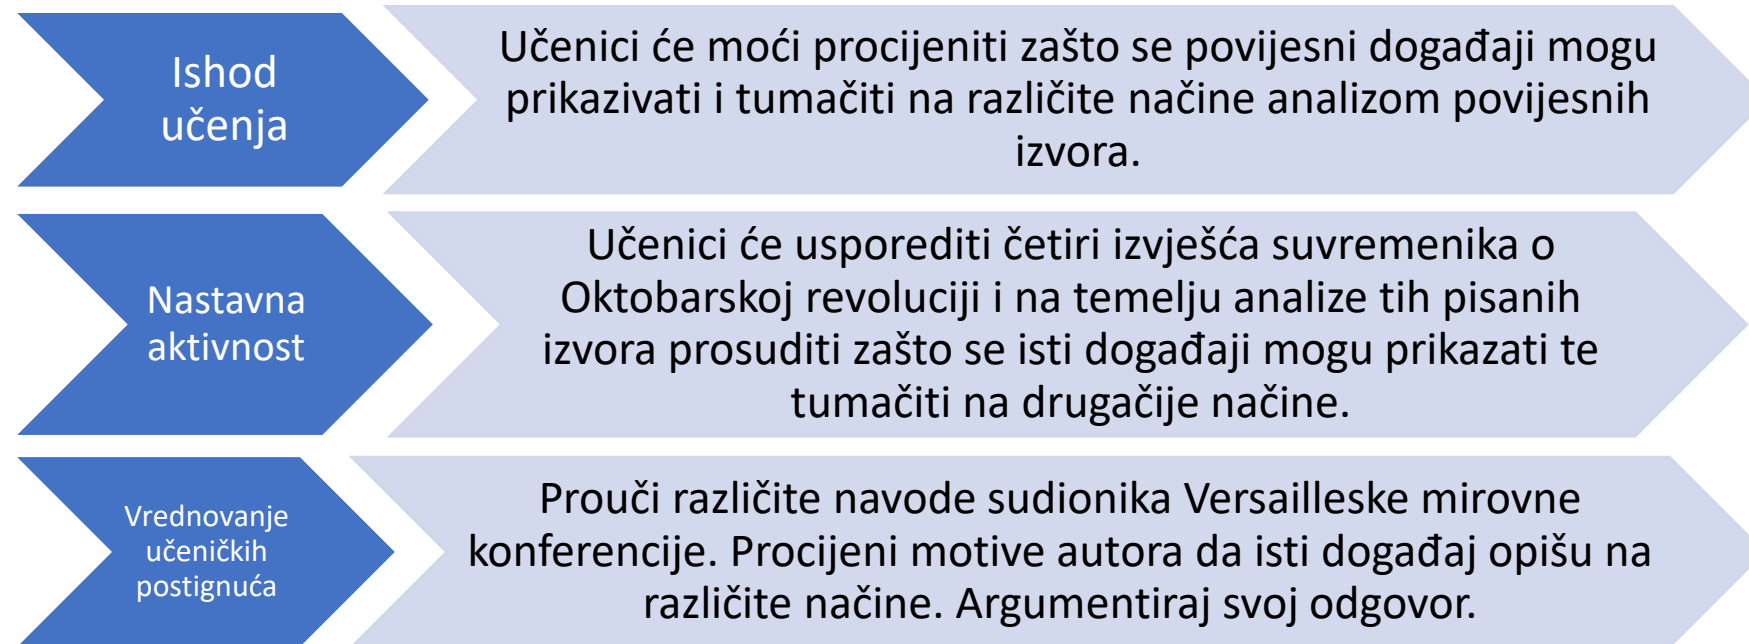 Ishod
učenja
Učenici će moći procijeniti zašto se povijesni događaji mogu
prikazivati i tumačiti na različite načine analizom povijesnih
izvora.
Nastavna
aktivnost
Učenici će usporediti četiri izvješća suvremenika o
Oktobarskoj revoluciji i na temelju analize tih pisanih
izvora prosuditi zašto se isti događaji mogu prikazati te
tumačiti na drugačije načine.
Vrednovanje
učeničkih
postignuća
Prouči različite navode sudionika Versailleske mirovne
konferencije. Procijeni motive autora da isti događaj opišu na
različite načine. Argumentiraj svoj odgovor.